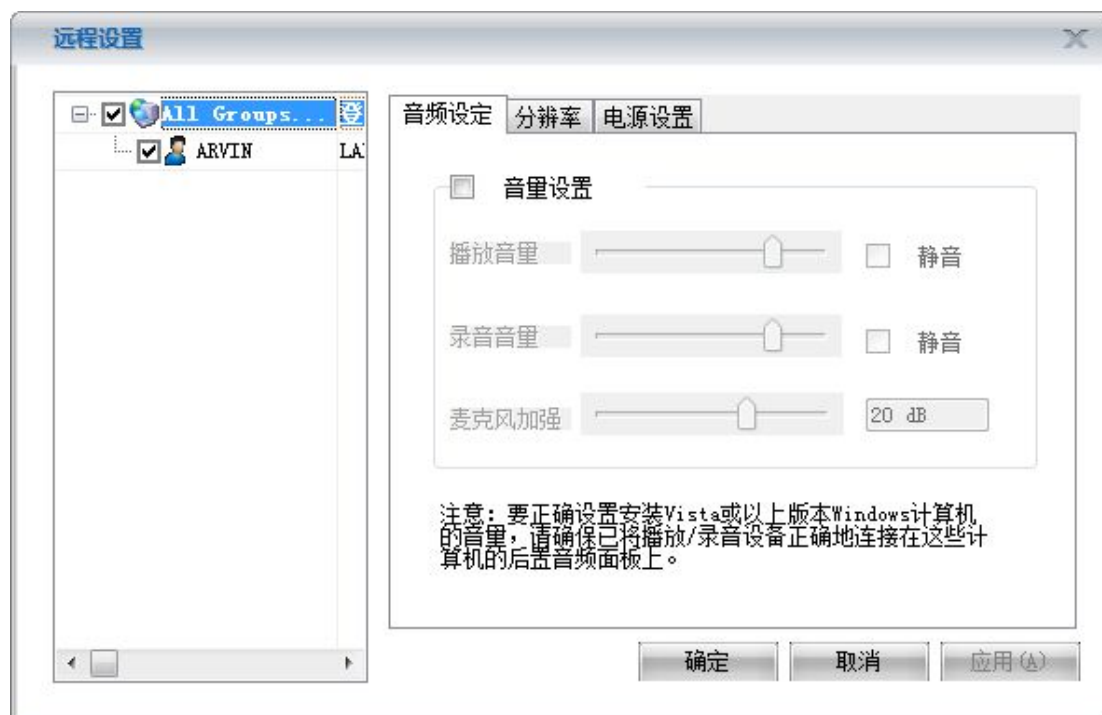 远程设置
All Groups... 登
ARVIN LA
音频设定 分辨率 电源设置
音量设置
播放音量 静音
录音音量 静音
麦克风加强 20 dB
注意：要正确设置安装Vista或以上版本Windows计算机
的音量，请确保已将播放/录音设备正确地连接在这些计
算机的后置音频面板上。
确定 取消 应用(A)